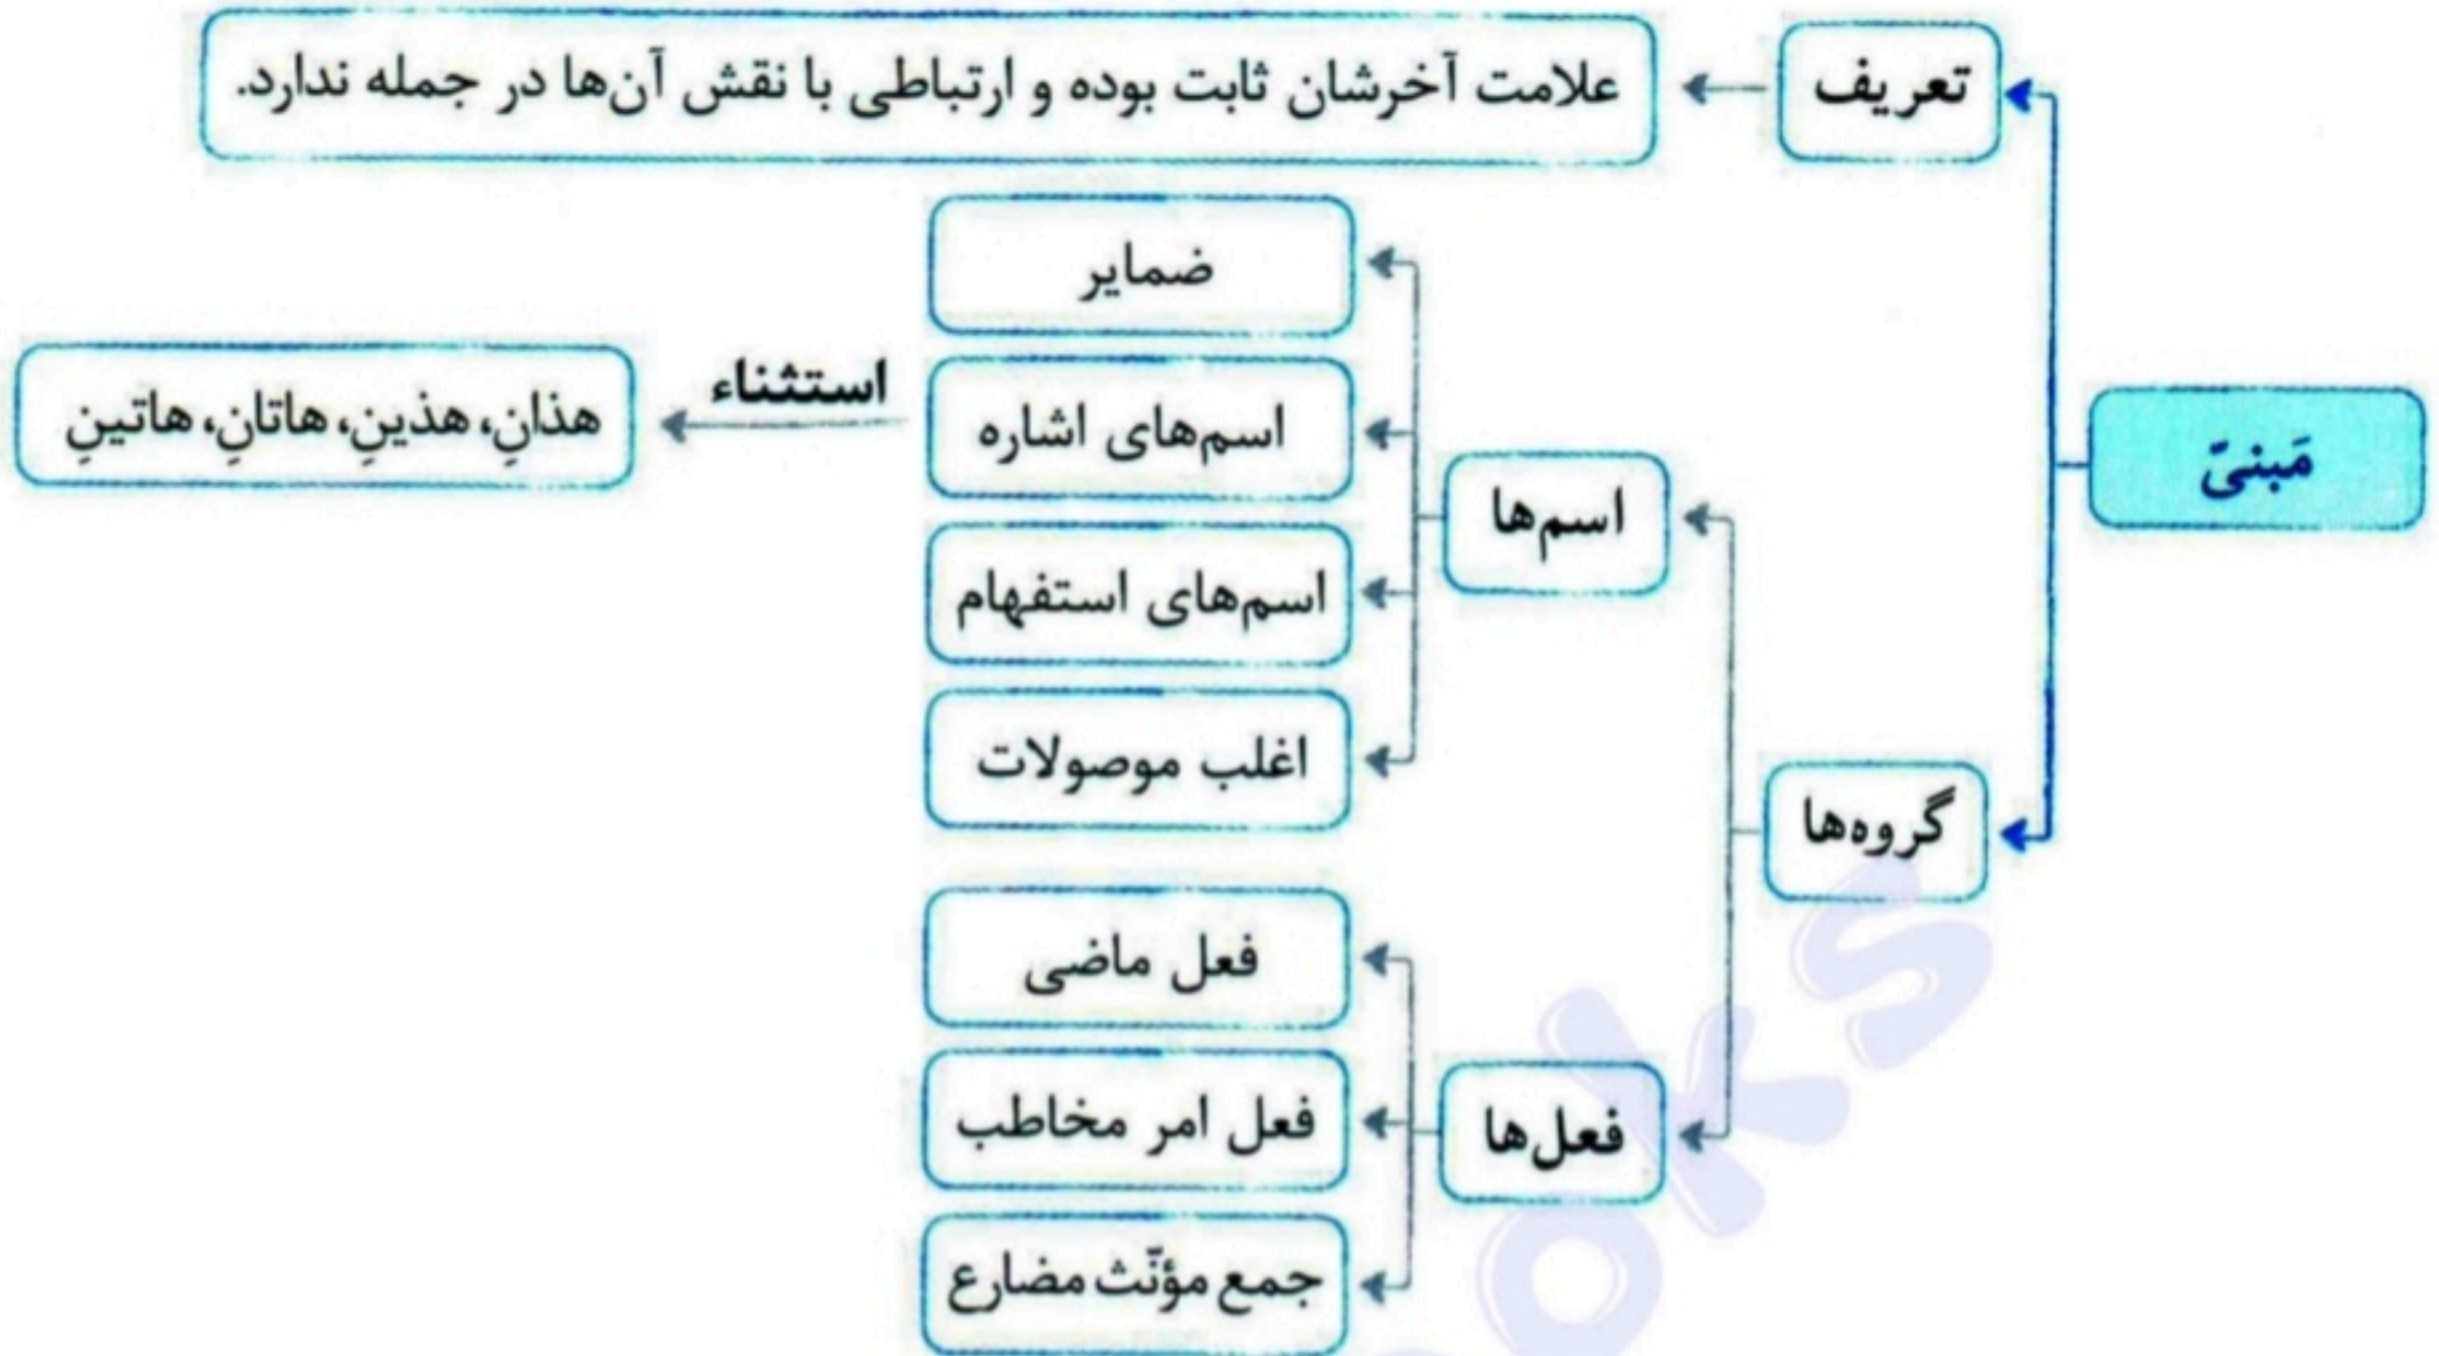 مَبنیّ
تعریف
علامت آخرشان ثابت بوده و ارتباطی با نقش آن‌ها در جمله ندارد.
گروه‌ها
اسم‌ها
ضمایر
اسم‌های اشاره
استثناء
هذانِ، هذینِ، هاتانِ، هاتینِ
اسم‌های استفهام
اغلب موصولات
فعل‌ها
فعل ماضی
فعل امر مخاطب
جمع مؤنّث مضارع